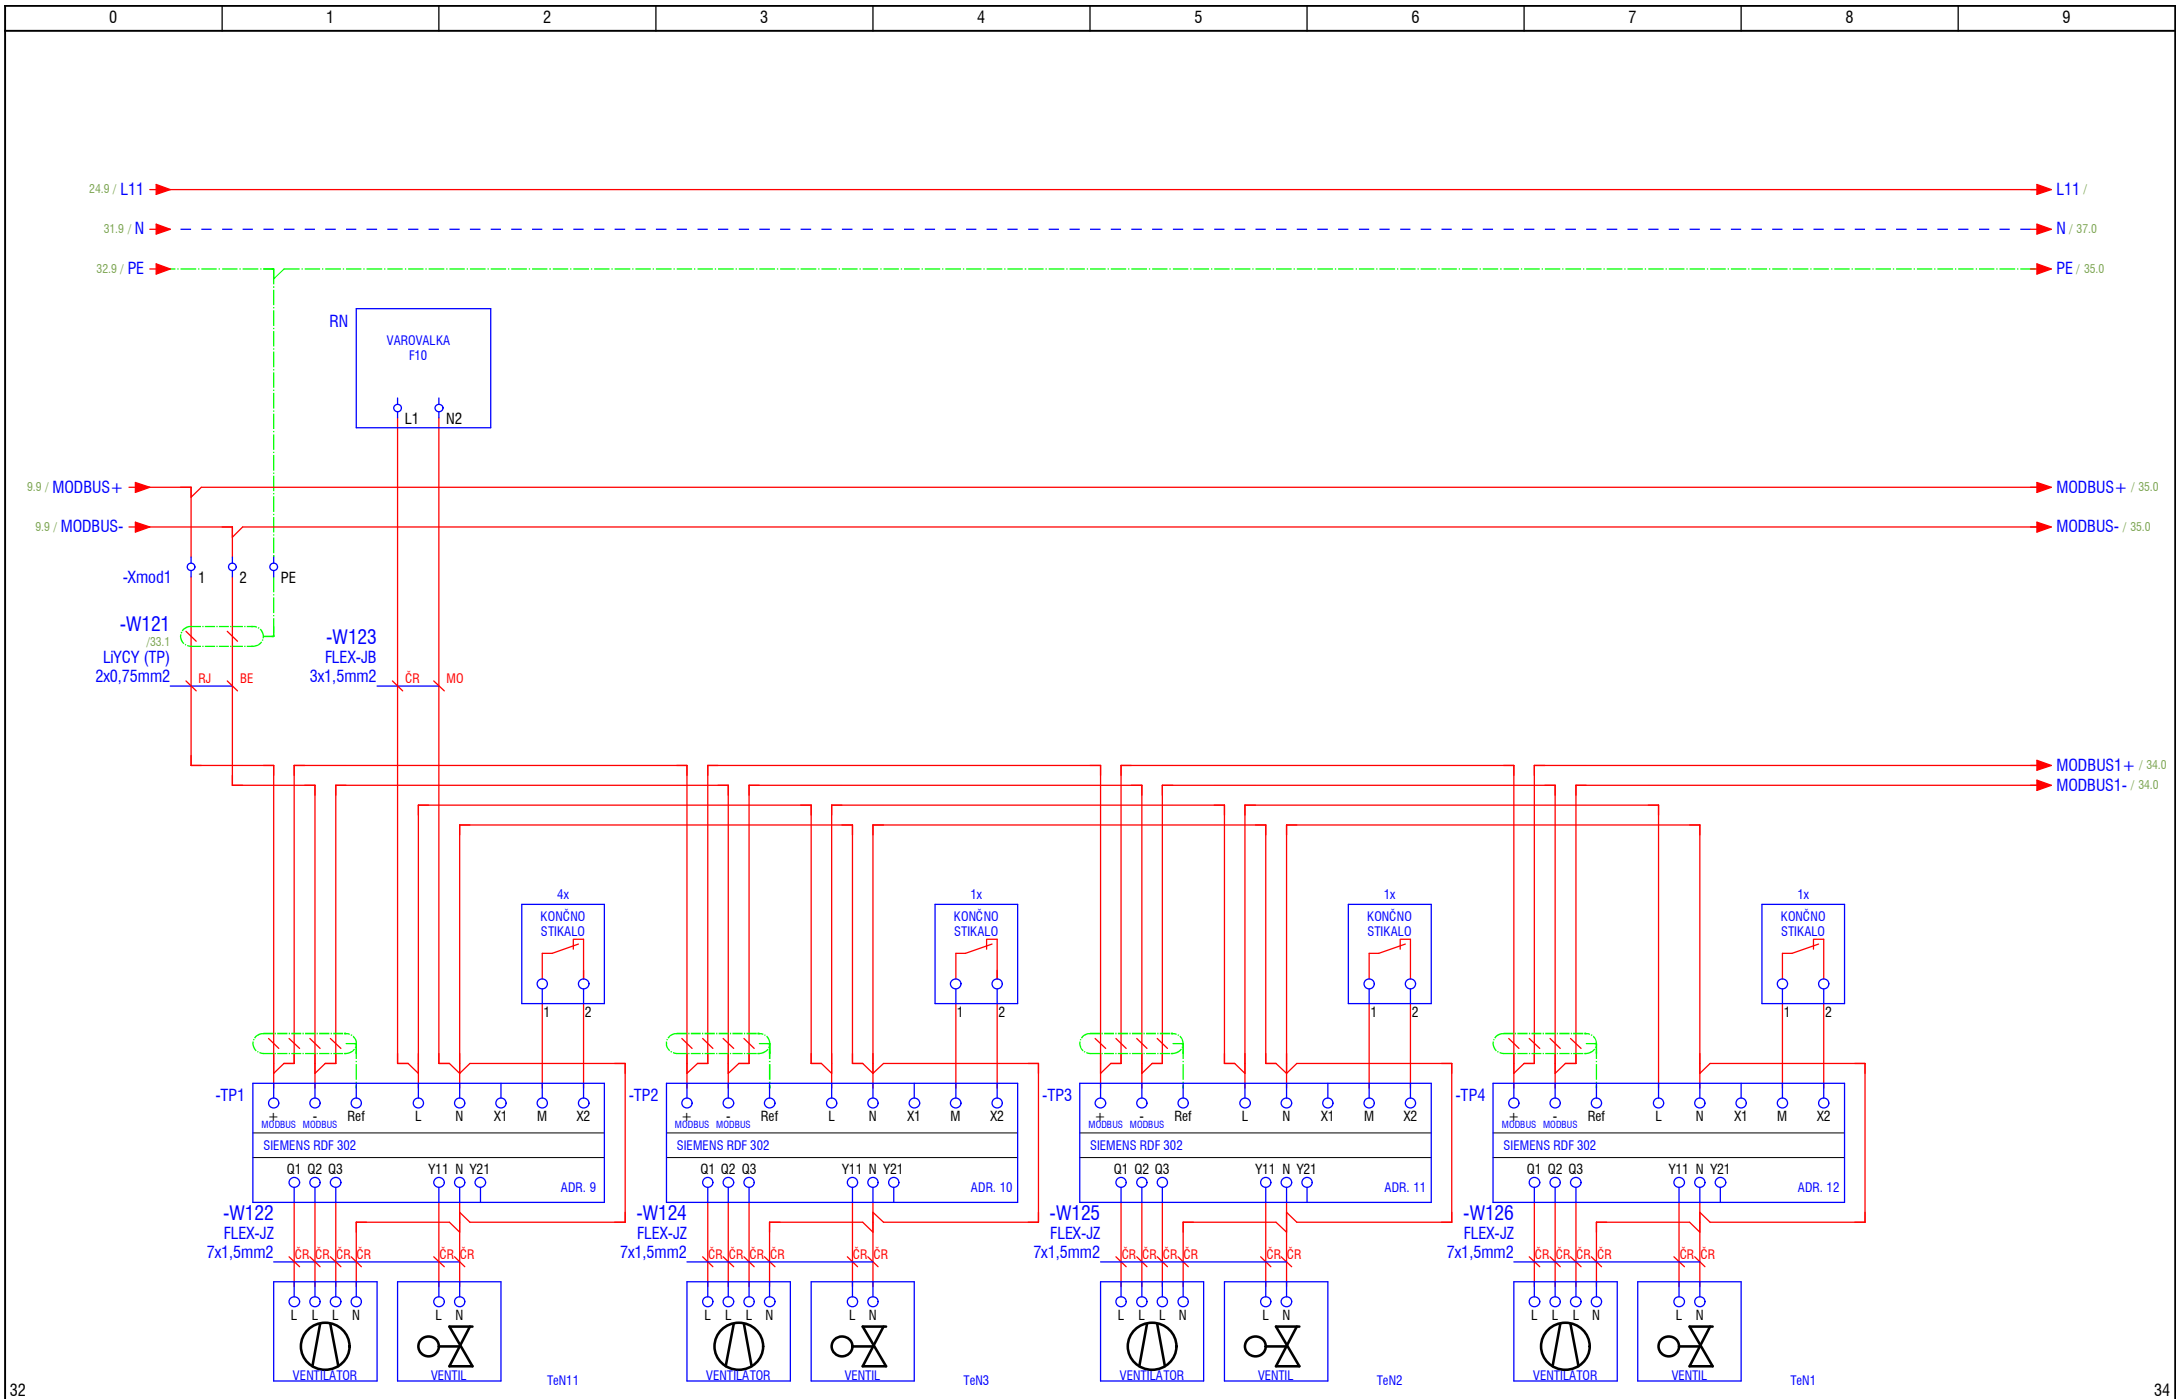 0 1 2 3 4 5 6 7 8 9
24.9 / L11
L11 /
31.9 / N
N / 37.0
32.9 / PE
PE / 35.0
RN
VAROVALKA
F10
L1 N2
9.9 / MODBUS+
MODBUS+ / 35.0
9.9 / MODBUS-
MODBUS- / 35.0
-Xmod1 1 2 PE
-W121
/33.1
LiYCY (TP)
2x0,75mm2 RJ BE
-W123
FLEX-JB
3x1,5mm2 ČR MO
MODBUS1+ / 34.0
MODBUS1- / 34.0
4x
KONČNO
STIKALO
1 2
1x
KONČNO
STIKALO
1 2
1x
KONČNO
STIKALO
1 2
1x
KONČNO
STIKALO
1 2
-TP1
+ - Ref L N X1 M X2
MODBUS MODBUS
SIEMENS RDF 302
Q1 Q2 Q3 Y11 N Y21
ADR. 9
-TP2
+ - Ref L N X1 M X2
MODBUS MODBUS
SIEMENS RDF 302
Q1 Q2 Q3 Y11 N Y21
ADR. 10
-TP3
+ - Ref L N X1 M X2
MODBUS MODBUS
SIEMENS RDF 302
Q1 Q2 Q3 Y11 N Y21
ADR. 11
-TP4
+ - Ref L N X1 M X2
MODBUS MODBUS
SIEMENS RDF 302
Q1 Q2 Q3 Y11 N Y21
ADR. 12
-W122
FLEX-JZ
7x1,5mm2 ČR ČR ČR ČR ČR ČR
L L L N L N
VENTILATOR VENTIL TeN11
-W124
FLEX-JZ
7x1,5mm2 ČR ČR ČR ČR ČR ČR
L L L N L N
VENTILATOR VENTIL TeN3
-W125
FLEX-JZ
7x1,5mm2 ČR ČR ČR ČR ČR ČR
L L L N L N
VENTILATOR VENTIL TeN2
-W126
FLEX-JZ
7x1,5mm2 ČR ČR ČR ČR ČR ČR
L L L N L N
VENTILATOR VENTIL TeN1
32
34